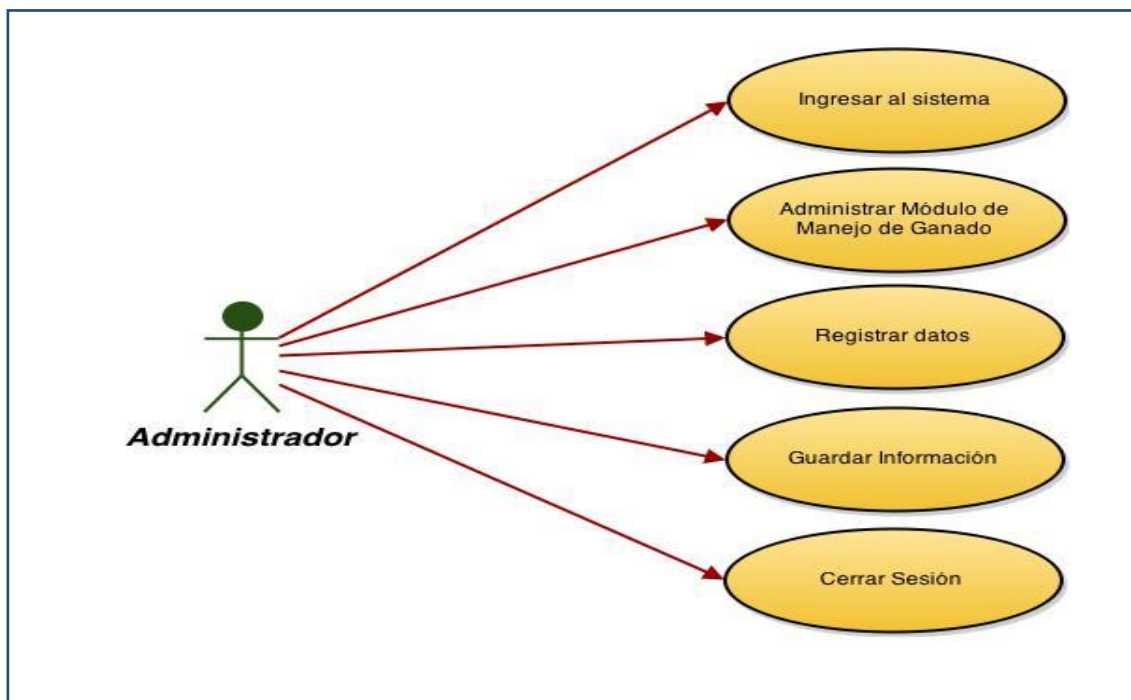 Ingresar al sistema
Administrar Módulo de
Manejo de Ganado
Registrar datos
Administrador
Guardar Información
Cerrar Sesión